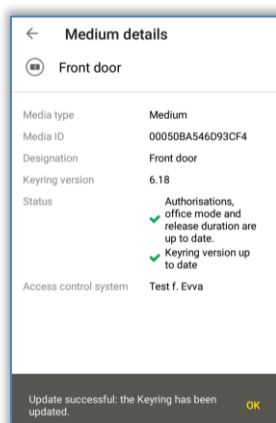 Medium details
Front door
Media type Medium
Media ID 00050BA546D93CF4
Designation Front door
Keyring version 6.18
Status Authorisations,
office mode and
release duration are
up to date.
Keyring version up
to date
Access control system Test f. Evva
Update successful: the Keyring has been
updated. OK